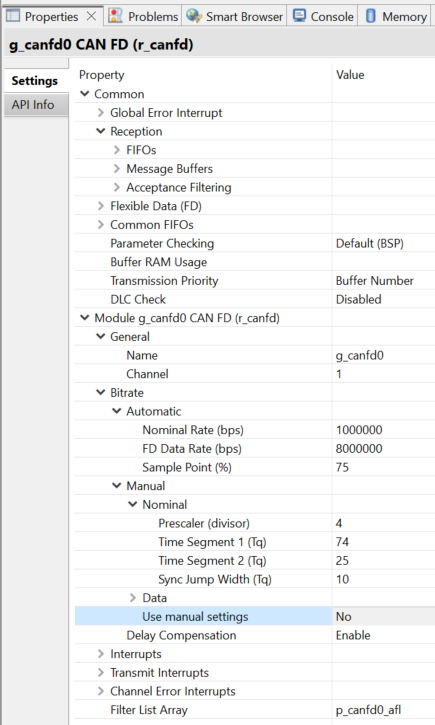 Properties Problems Smart Browser Console Memory
g_canfd0 CAN FD (r_canfd)
Settings
API Info
Property Value
Common
Global Error Interrupt
Reception
FIFOs
Message Buffers
Acceptance Filtering
Flexible Data (FD)
Common FIFOs
Parameter Checking Default (BSP)
Buffer RAM Usage
Transmission Priority Buffer Number
DLC Check Disabled
Module g_canfd0 CAN FD (r_canfd)
General
Name g_canfd0
Channel 1
Bitrate
Automatic
Nominal Rate (bps) 1000000
FD Data Rate (bps) 8000000
Sample Point (%) 75
Manual
Nominal
Prescaler (divisor) 4
Time Segment 1 (Tq) 74
Time Segment 2 (Tq) 25
Sync Jump Width (Tq) 10
Data
Use manual settings No
Delay Compensation Enable
Interrupts
Transmit Interrupts
Channel Error Interrupts
Filter List Array p_canfd0_afl